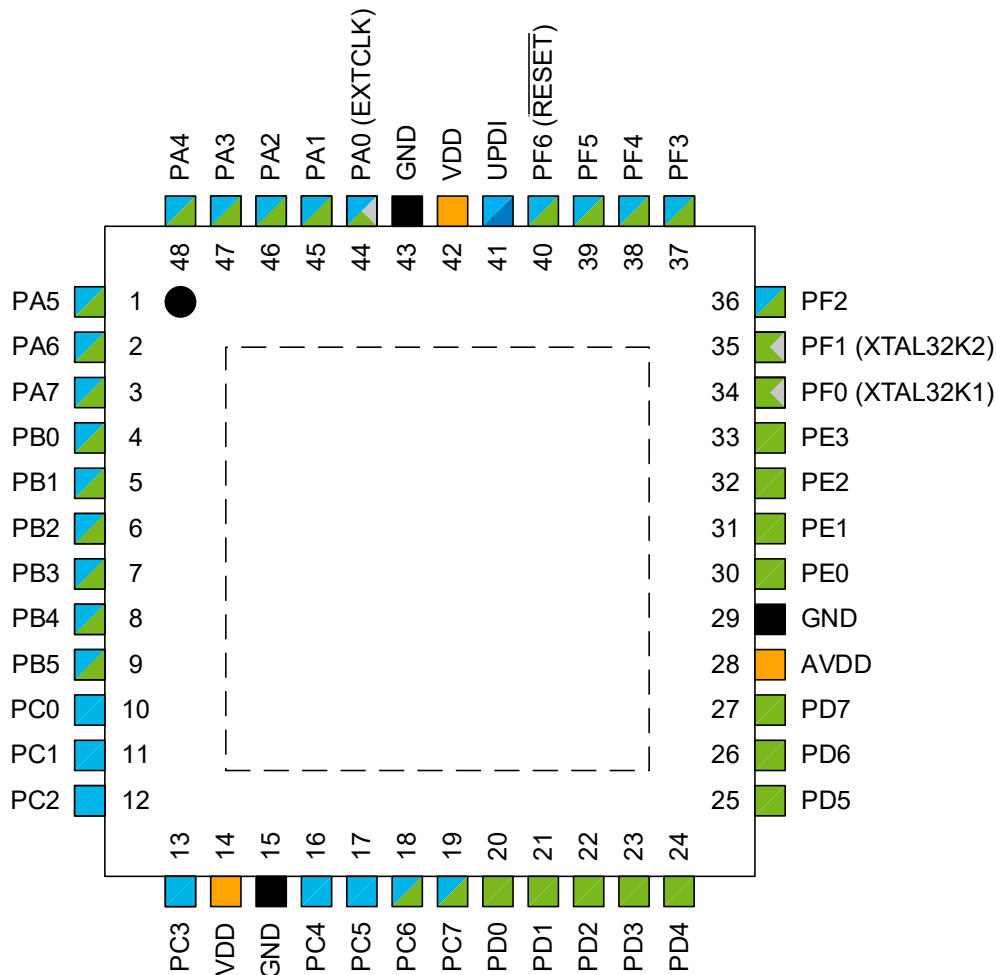 PA4 PA3 PA2 PA1 PA0 (EXTCLK) GND VDD UPDI PF6 (RESET) PF5 PF4 PF3
48 47 46 45 44 43 42 41 40 39 38 37
PA5 1 36 PF2
PA6 2 35 PF1 (XTAL32K2)
PA7 3 34 PF0 (XTAL32K1)
PB0 4 33 PE3
PB1 5 32 PE2
PB2 6 31 PE1
PB3 7 30 PE0
PB4 8 29 GND
PB5 9 28 AVDD
PC0 10 27 PD7
PC1 11 26 PD6
PC2 12 25 PD5
13 14 15 16 17 18 19 20 21 22 23 24
PC3 VDD GND PC4 PC5 PC6 PC7 PD0 PD1 PD2 PD3 PD4